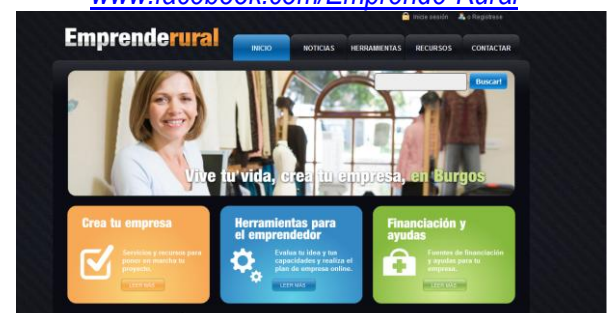 www.facebook.com/Emprende-Rural
Inicie sesión o Regístrese
Emprenderural
INICIO NOTICIAS HERRAMIENTAS RECURSOS CONTACTAR
Buscar!
Vive tu vida, crea tu empresa, en Burgos
Crea tu empresa
Servicios y recursos para
poner en marcha tu
proyecto.
LEER MÁS
Herramientas para
el emprendedor
Evalua tu idea y tus
capacidades y realiza el
plan de empresa online.
LEER MÁS
Financiación y
ayudas
Fuentes de financiación
y ayudas para tu
empresa.
LEER MÁS